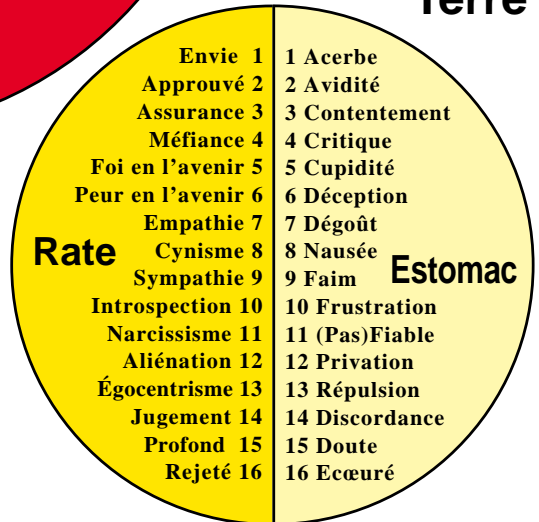 Terre
Envie 1
Approuvé 2
Assurance 3
Méfiance 4
Foi en l’avenir 5
Peur en l’avenir 6
Empathie 7
Cynisme 8
Sympathie 9
Introspection 10
Narcissisme 11
Aliénation 12
Égocentrisme 13
Jugement 14
Profond 15
Rejeté 16
Rate
1 Acerbe
2 Avidité
3 Contentement
4 Critique
5 Cupidité
6 Déception
7 Dégoût
8 Nausée
9 Faim
10 Frustration
11 (Pas)Fiable
12 Privation
13 Répulsion
14 Discordance
15 Doute
16 Ecœuré
Estomac